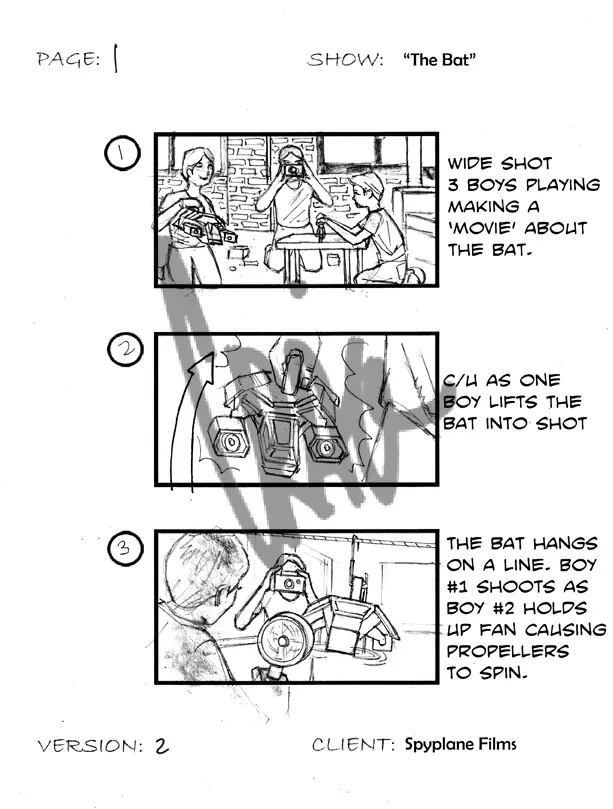 PAGE: 1
SHOW: “The Bat”
1
WIDE SHOT
3 BOYS PLAYING
MAKING A
'MOVIE' ABOUT
THE BAT.
2
C/U AS ONE
BOY LIFTS THE
BAT INTO SHOT
3
THE BAT HANGS
ON A LINE. BOY
#1 SHOOTS AS
BOY #2 HOLDS
UP FAN CAUSING
PROPELLERS
TO SPIN.
VERSION: 2
CLIENT: Spyplane Films